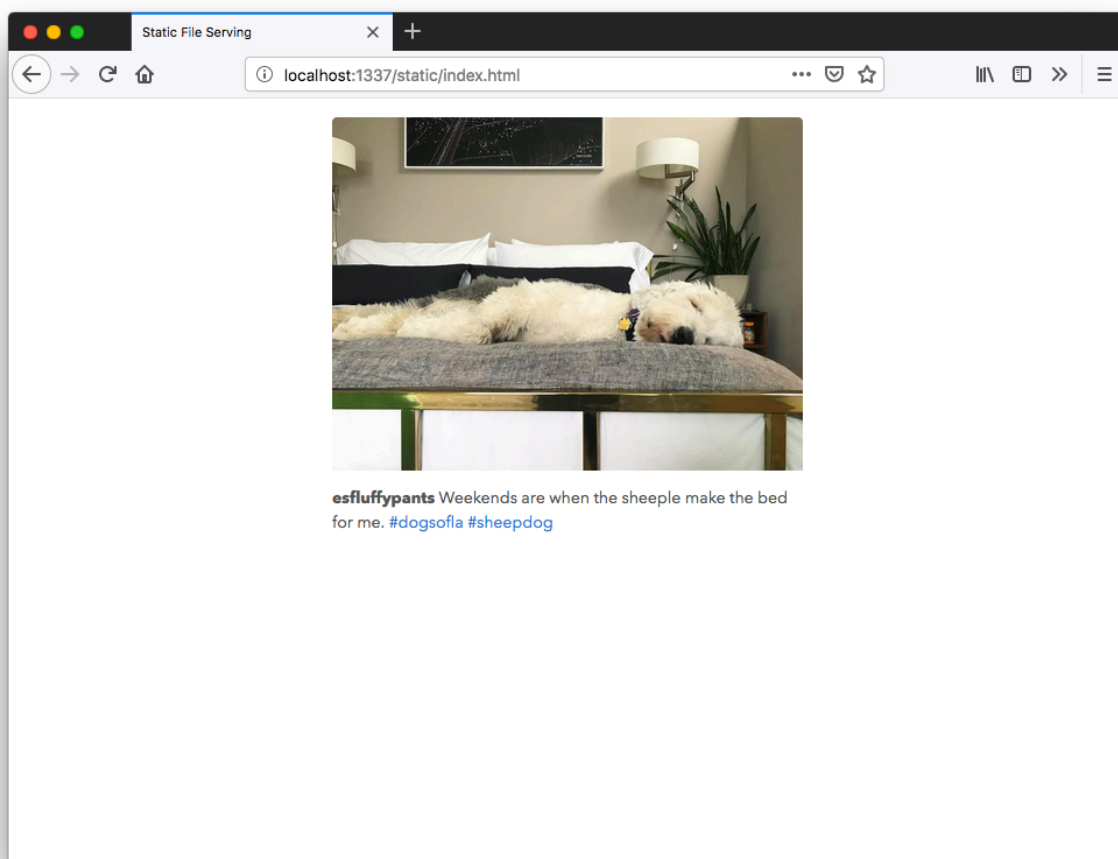 Static File Serving
localhost:1337/static/index.html
esfluffypants Weekends are when the sheeple make the bed
for me. #dogsofla #sheepdog